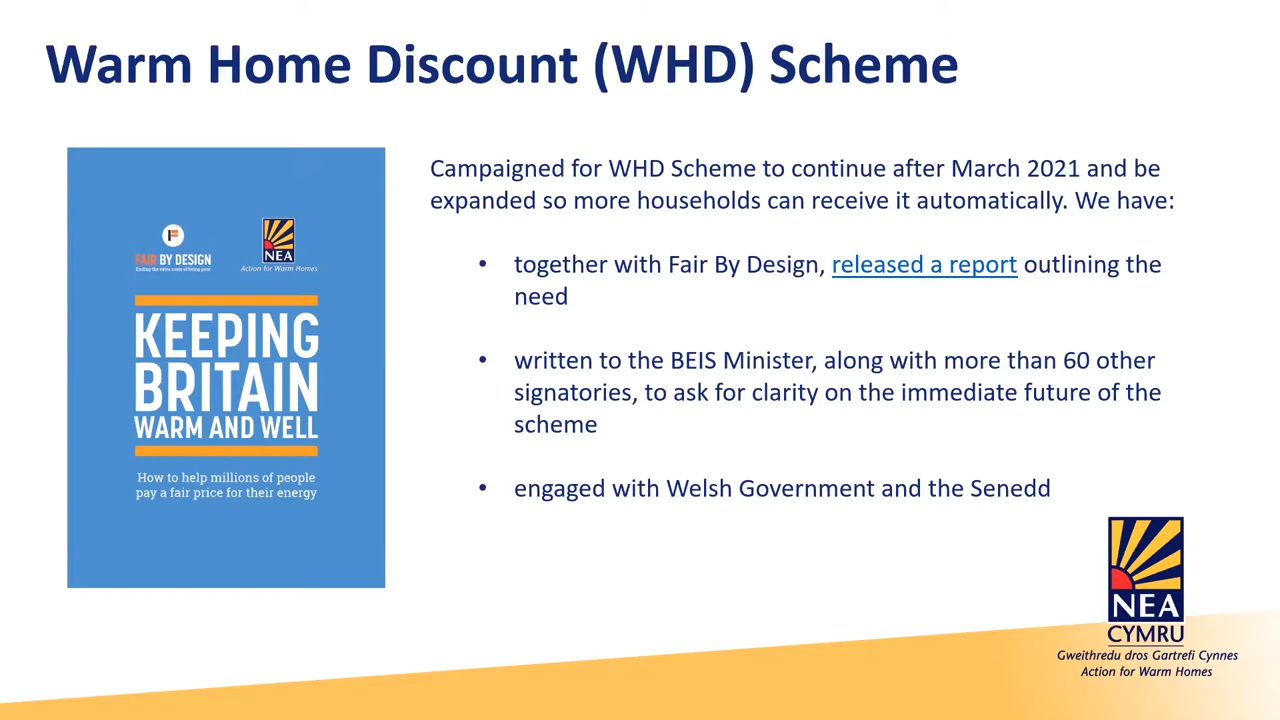 Warm Home Discount (WHD) Scheme
FAIR BY DESIGN
Ending the extra costs of being poor
NEA
Action for Warm Homes
KEEPING
BRITAIN
WARM AND WELL
How to help millions of people
pay a fair price for their energy
Campaigned for WHD Scheme to continue after March 2021 and be
expanded so more households can receive it automatically. We have:
• together with Fair By Design, released a report outlining the
need
• written to the BEIS Minister, along with more than 60 other
signatories, to ask for clarity on the immediate future of the
scheme
• engaged with Welsh Government and the Senedd
NEA
CYMRU
Gweithredu dros Gartrefi Cynnes
Action for Warm Homes